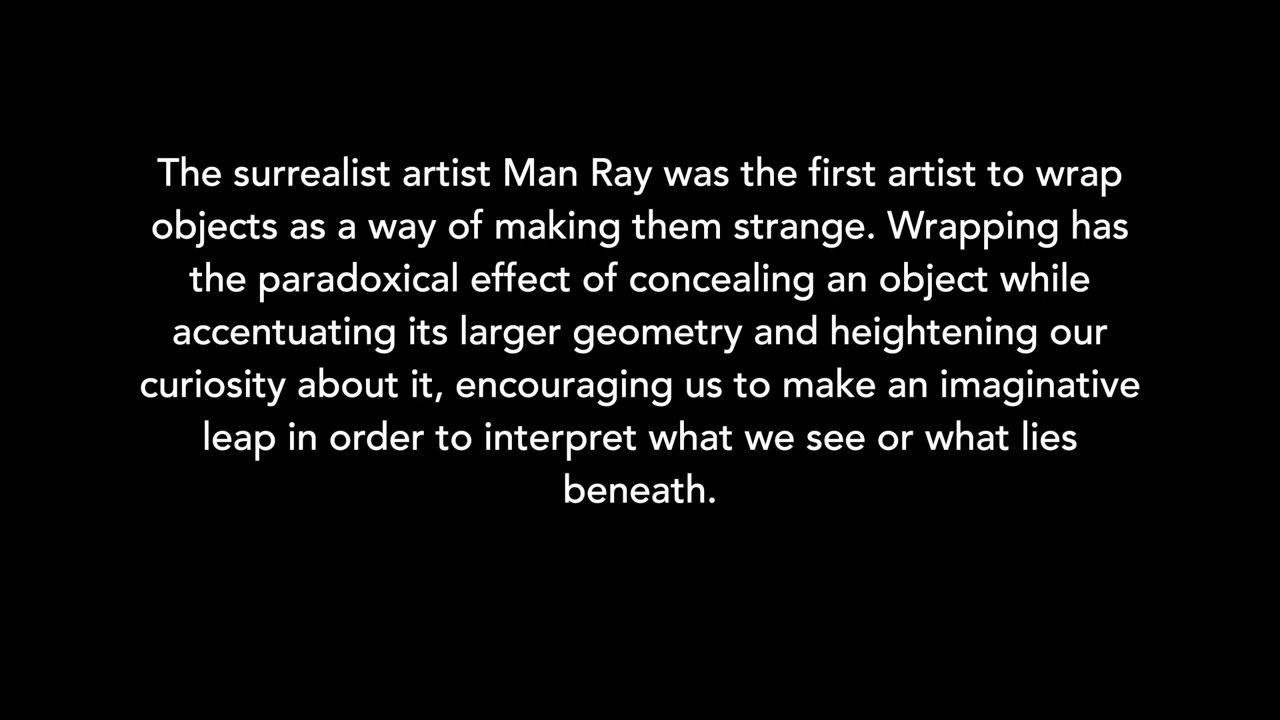 The surrealist artist Man Ray was the first artist to wrap
objects as a way of making them strange. Wrapping has
the paradoxical effect of concealing an object while
accentuating its larger geometry and heightening our
curiosity about it, encouraging us to make an imaginative
leap in order to interpret what we see or what lies
beneath.